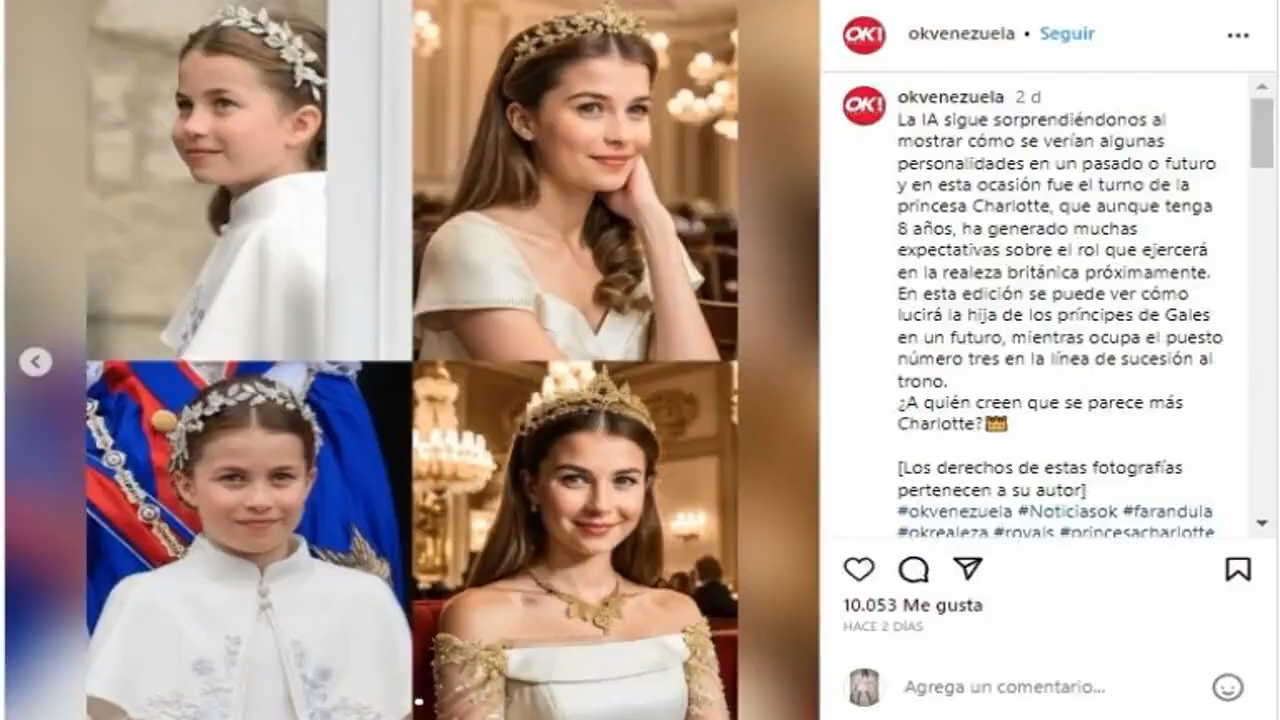 OK!
okvenezuela • Seguir
OK!
okvenezuela 2 d
La IA sigue sorprendiéndonos al
mostrar cómo se verían algunas
personalidades en un pasado o futuro
y en esta ocasión fue el turno de la
princesa Charlotte, que aunque tenga
8 años, ha generado muchas
expectativas sobre el rol que ejercerá
en la realeza británica próximamente.
En esta edición se puede ver cómo
lucirá la hija de los príncipes de Gales
en un futuro, mientras ocupa el puesto
número tres en la línea de sucesión al
trono.
¿A quién creen que se parece más
Charlotte?
[Los derechos de estas fotografías
pertenecen a su autor]
#okvenezuela #Noticiasok #farandula
#okrealeza #royals #princesacharlotte
10.053 Me gusta
HACE 2 DÍAS
Agrega un comentario...